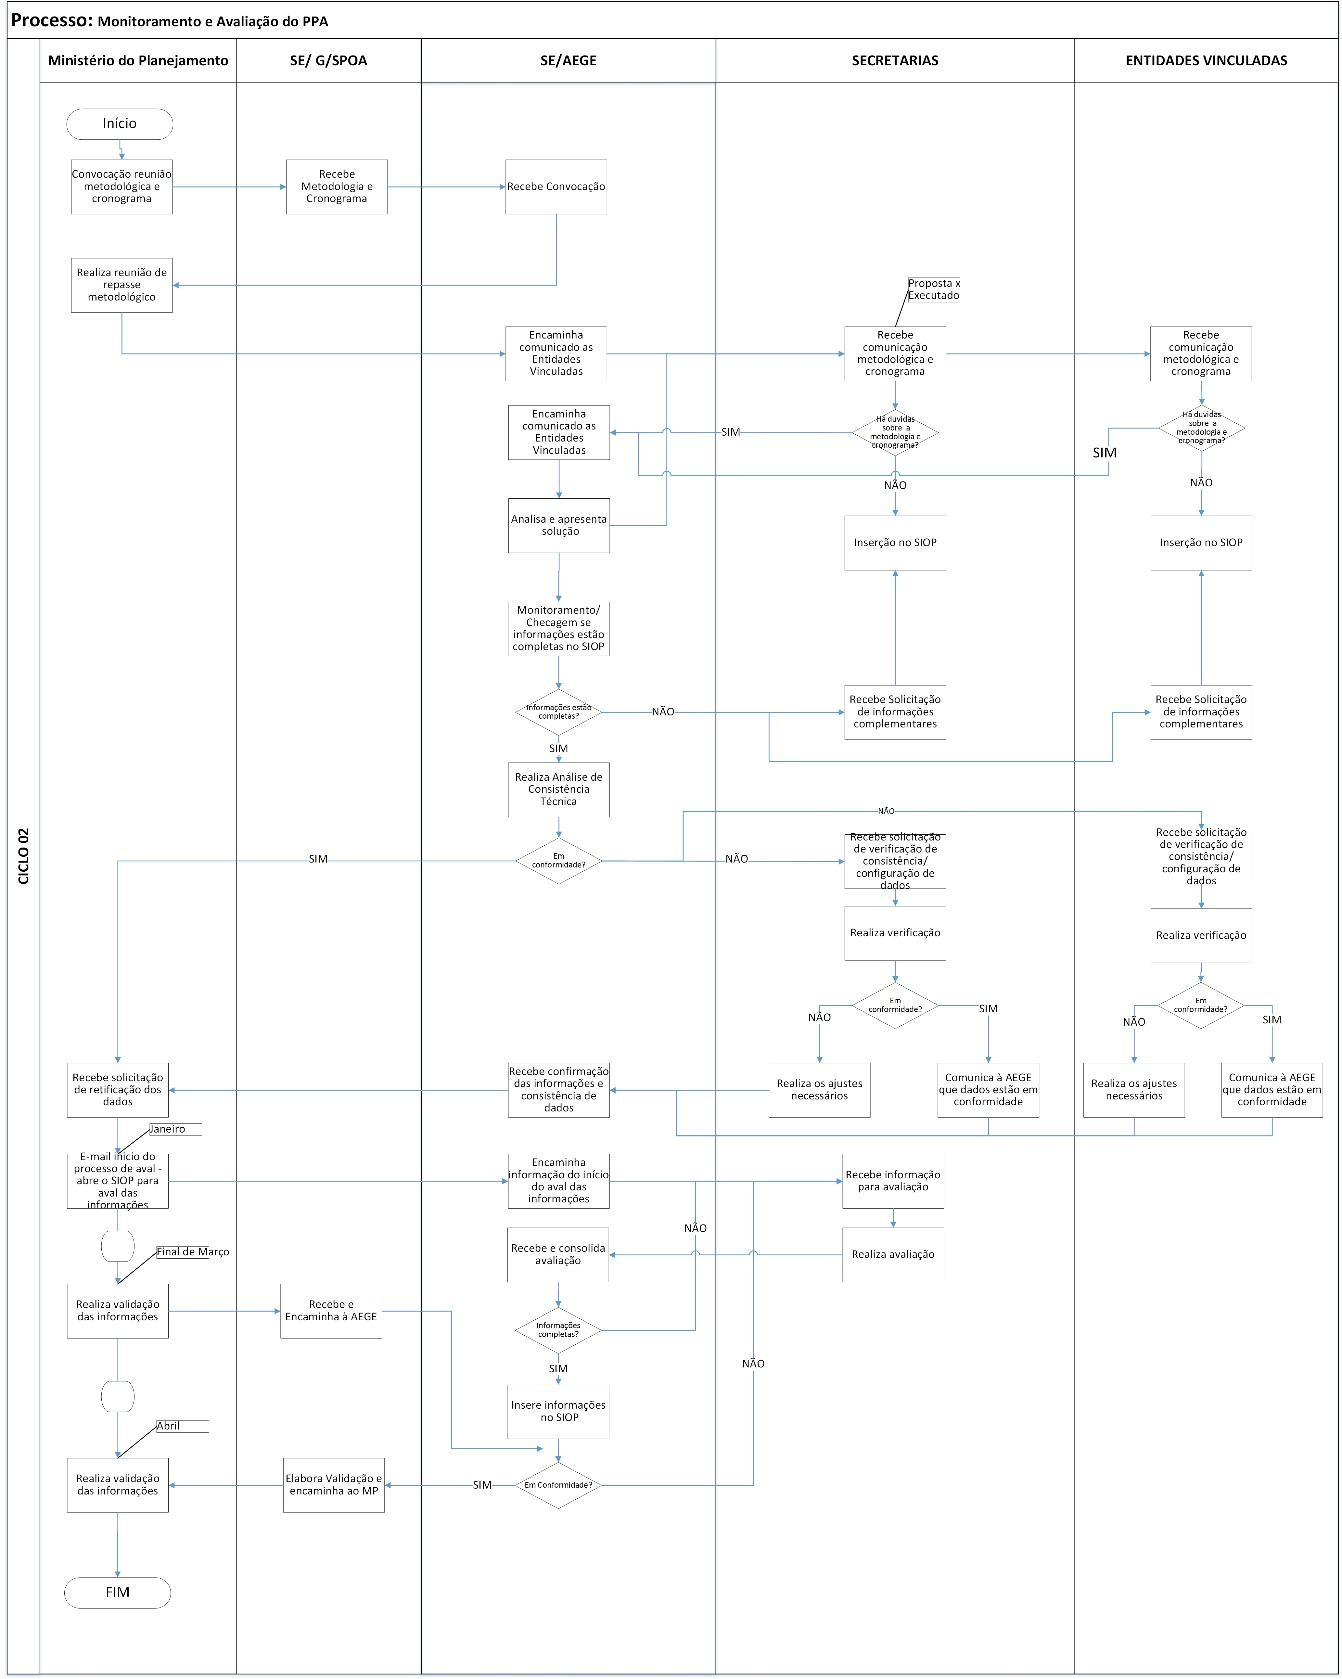 Processo: Monitoramento e Avaliação do PPA
Ministério do Planejamento
SE/ G/SPOA
SE/AEGE
SECRETARIAS
ENTIDADES VINCULADAS
CICLO 02
Início
Convocação reunião
metodológica e
cronograma
Recebe
Metodologia e
Cronograma
Recebe Convocação
Realiza reunião de
repasse
metodológico
Proposta x
Executado
Encaminha
comunicado as
Entidades
Vinculadas
Recebe
comunicação
metodológica e
cronograma
Recebe
comunicação
metodológica e
cronograma
Encaminha
comunicado as
Entidades
Vinculadas
SIM
Há duvidas
sobre a
metodologia e
cronograma?
SIM
Há duvidas
sobre a
metodologia e
cronograma?
NÃO
NÃO
Analisa e apresenta
solução
Inserção no SIOP
Inserção no SIOP
Monitoramento/
Checagem se
informações estão
completas no SIOP
Informações estão
completas?
NÃO
Recebe Solicitação
de informações
complementares
Recebe Solicitação
de informações
complementares
SIM
Realiza Análise de
Consistência
Técnica
NÃO
Em
conformidade?
SIM
NÃO
Recebe solicitação
de verificação de
consistência/
configuração de
dados
Recebe solicitação
de verificação de
consistência/
configuração de
dados
Realiza verificação
Realiza verificação
Em
conformidade?
NÃO
SIM
Em
conformidade?
NÃO
SIM
Recebe solicitação
de retificação dos
dados
Recebe confirmação
das informações e
consistência de
dados
Realiza os ajustes
necessários
Comunica à AEGE
que dados estão em
conformidade
Realiza os ajustes
necessários
Comunica à AEGE
que dados estão em
conformidade
Janeiro
E-mail início do
processo de aval -
abre o SIOP para
aval das
informações
Encaminha
informação do início
do aval das
informações
Recebe informação
para avaliação
NÃO
Final de Março
Recebe e consolida
avaliação
Realiza avaliação
Realiza validação
das informações
Recebe e
Encaminha à AEGE
Informações
completas?
SIM
NÃO
Insere informações
no SIOP
Abril
Realiza validação
das informações
Elabora Validação e
encaminha ao MP
SIM
Em Conformidade?
FIM